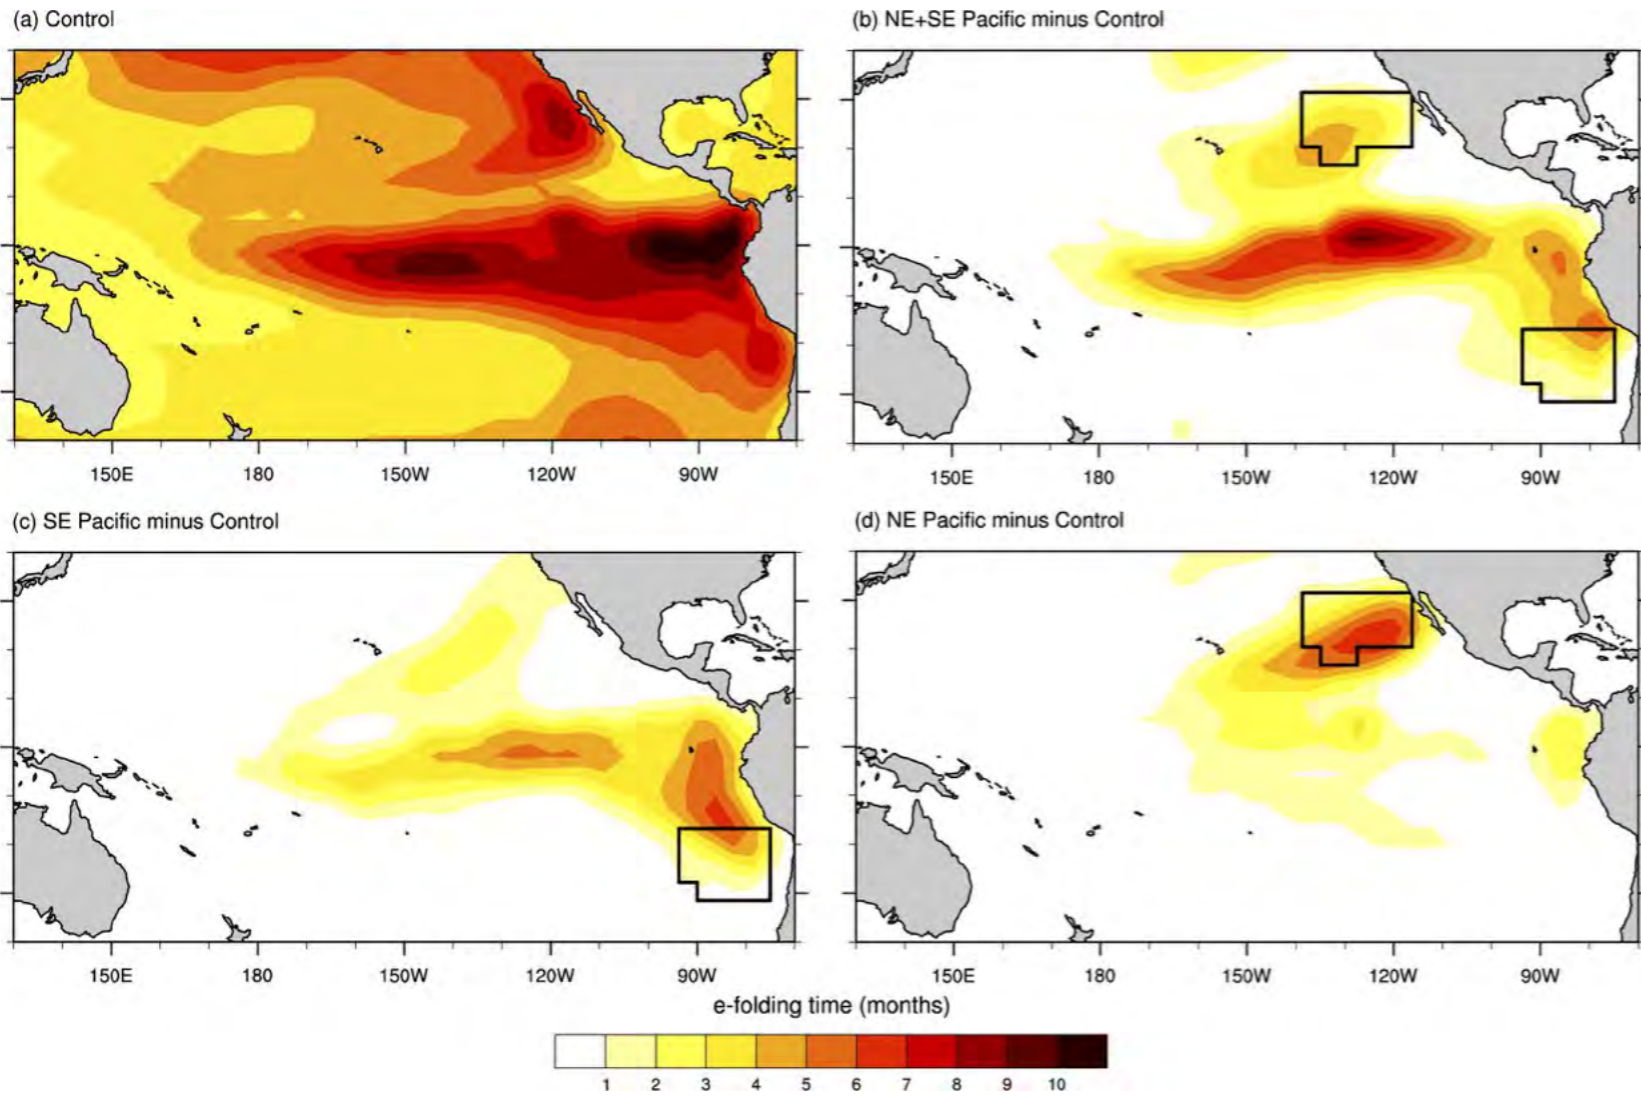 (a) Control
(b) NE+SE Pacific minus Control
150E 180 150W 120W 90W
150E 180 150W 120W 90W
(c) SE Pacific minus Control
(d) NE Pacific minus Control
150E 180 150W 120W 90W
150E 180 150W 120W 90W
e-folding time (months)
1 2 3 4 5 6 7 8 9 10